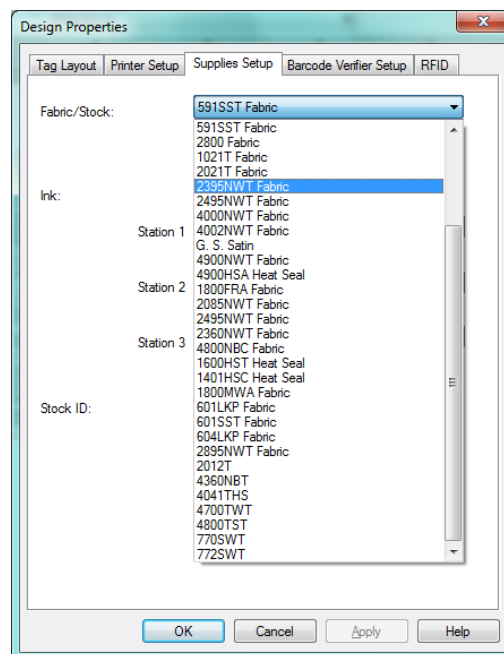 Design Properties
Tag Layout Printer Setup Supplies Setup Barcode Verifier Setup RFID
Fabric/Stock: 591SST Fabric
591SST Fabric
2800 Fabric
1021T Fabric
2021T Fabric
2395NWT Fabric
Ink:
2495NWT Fabric
4000NWT Fabric
Station 1 4002NWT Fabric
G. S. Satin
4900NWT Fabric
4900HSA Heat Seal
Station 2 1800FRA Fabric
2085NWT Fabric
2495NWT Fabric
2360NWT Fabric
Station 3 4800NBC Fabric
1600HST Heat Seal
1401HSC Heat Seal
1800MWA Fabric
Stock ID: 601LKP Fabric
601SST Fabric
604LKP Fabric
2895NWT Fabric
2012T
4360NBT
4041THS
4700TWT
4800TST
770SWT
772SWT
OK Cancel Apply Help